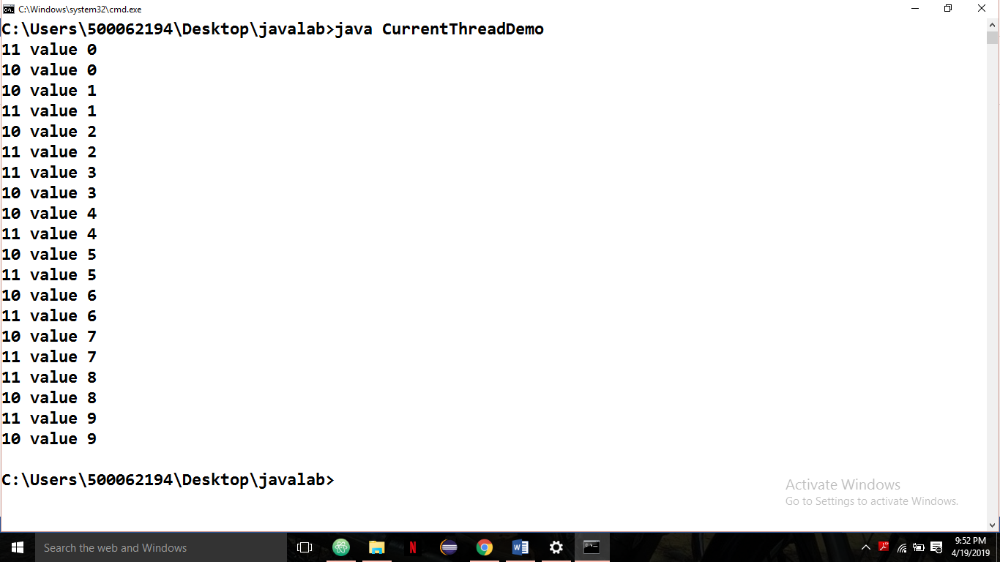 C:\Windows\system32\cmd.exe
C:\Users\500062194\Desktop\javalab>java CurrentThreadDemo
11 value 0
10 value 0
10 value 1
11 value 1
10 value 2
11 value 2
11 value 3
10 value 3
10 value 4
11 value 4
10 value 5
11 value 5
10 value 6
11 value 6
10 value 7
11 value 7
11 value 8
10 value 8
11 value 9
10 value 9
C:\Users\500062194\Desktop\javalab>
Activate Windows
Go to Settings to activate Windows.
Search the web and Windows
9:52 PM
4/19/2019